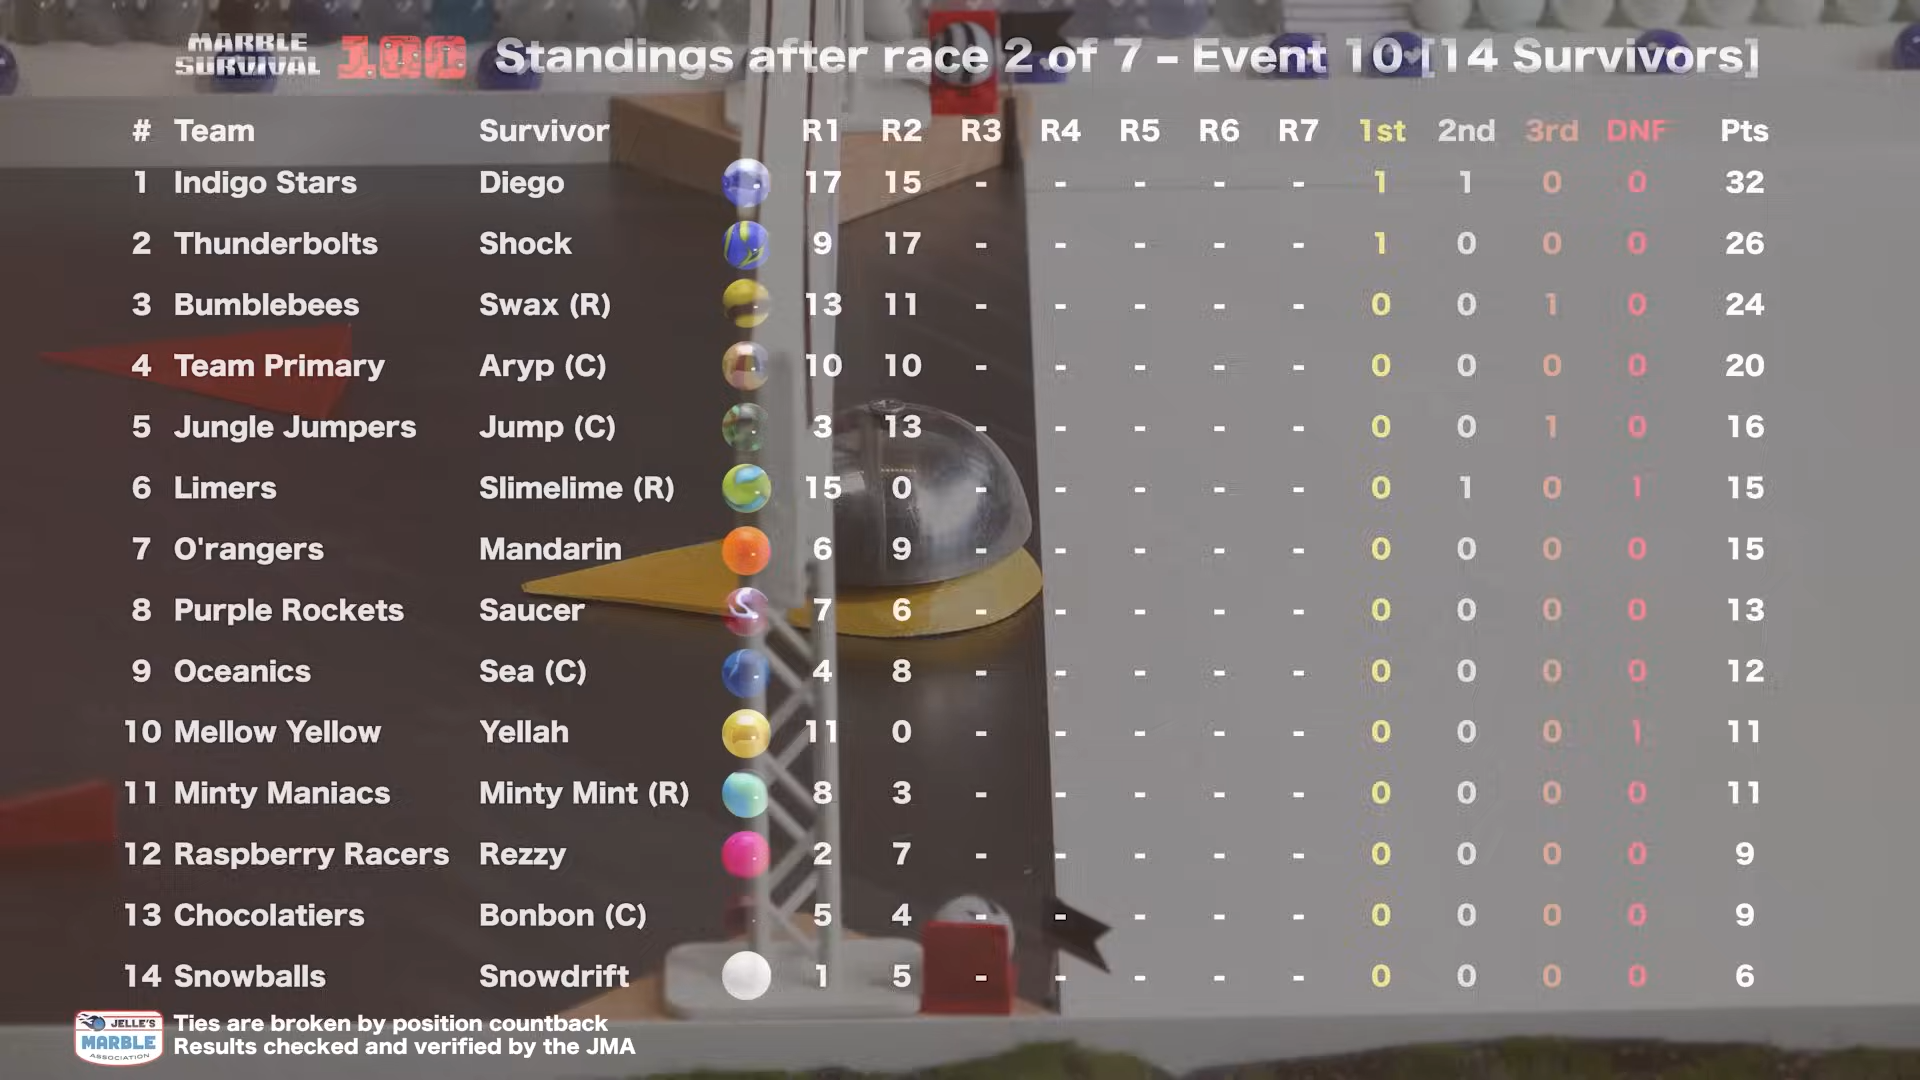 MARBLE SURVIVAL 100 Standings after race 2 of 7 – Event 10 [14 Survivors]
# Team Survivor R1 R2 R3 R4 R5 R6 R7 1st 2nd 3rd DNF Pts
1 Indigo Stars Diego 17 15 - - - - - 1 1 0 0 32
2 Thunderbolts Shock 9 17 - - - - - 1 0 0 0 26
3 Bumblebees Swax (R) 13 11 - - - - - 0 0 1 0 24
4 Team Primary Aryp (C) 10 10 - - - - - 0 0 0 0 20
5 Jungle Jumpers Jump (C) 3 13 - - - - - 0 0 1 0 16
6 Limers Slimelime (R) 15 0 - - - - - 0 1 0 1 15
7 O'rangers Mandarin 6 9 - - - - - 0 0 0 0 15
8 Purple Rockets Saucer 7 6 - - - - - 0 0 0 0 13
9 Oceanics Sea (C) 4 8 - - - - - 0 0 0 0 12
10 Mellow Yellow Yellah 11 0 - - - - - 0 0 0 1 11
11 Minty Maniacs Minty Mint (R) 8 3 - - - - - 0 0 0 0 11
12 Raspberry Racers Rezzy 2 7 - - - - - 0 0 0 0 9
13 Chocolatiers Bonbon (C) 5 4 - - - - - 0 0 0 0 9
14 Snowballs Snowdrift 1 5 - - - - - 0 0 0 0 6
JELLE'S MARBLE ASSOCIATION
Ties are broken by position countback
Results checked and verified by the JMA